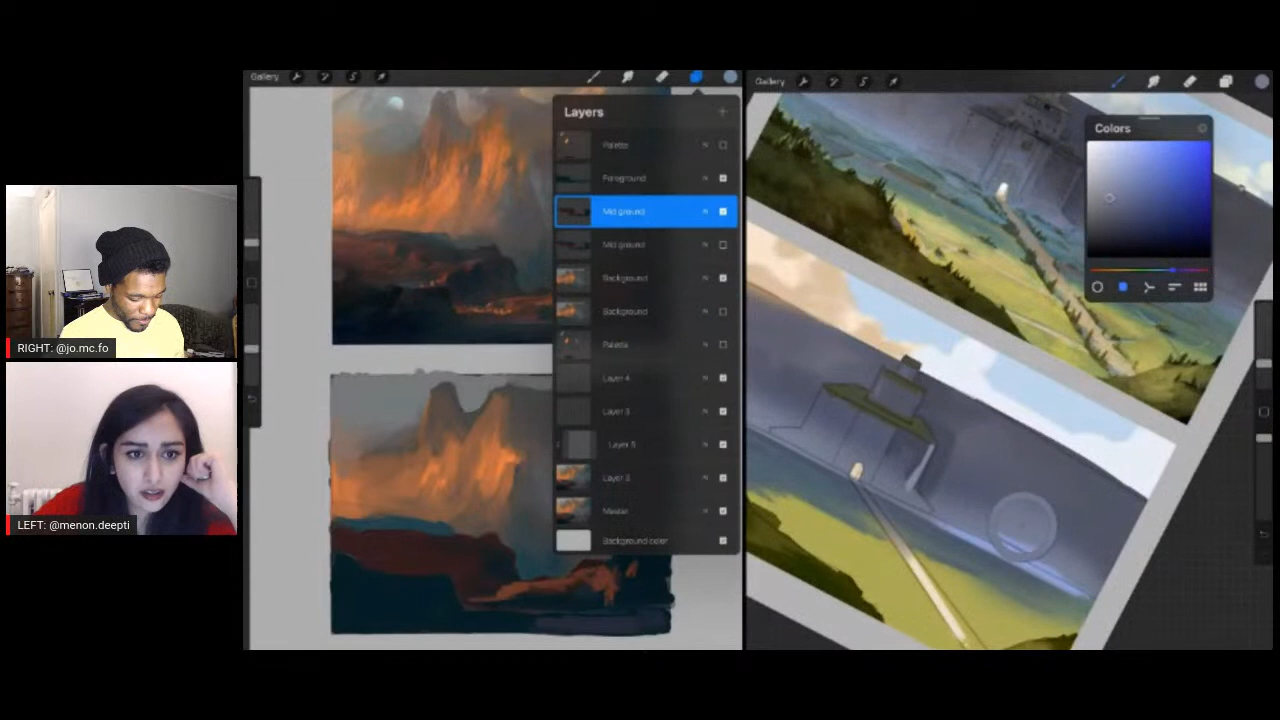 Gallery
Layers
Palette
Foreground
Mid ground
Mid ground
Background
Background
Palette
Layer 4
Layer 3
Layer 5
Layer 3
Master
Background color
Gallery
Colors
RIGHT: @jo.mc.fo
LEFT: @menon.deepti